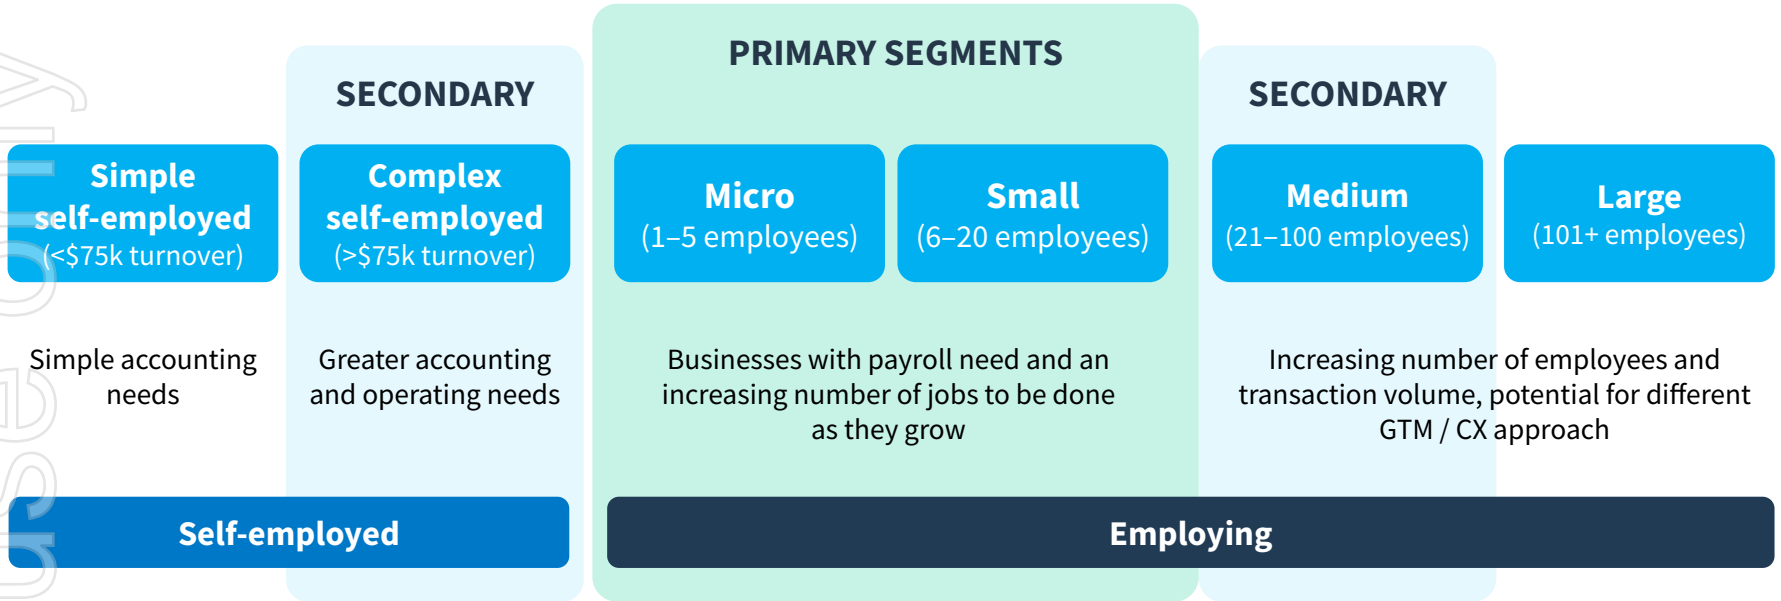 PRIMARY SEGMENTS
SECONDARY
SECONDARY
Simple
self-employed
(<$75k turnover)
Complex
self-employed
(>$75k turnover)
Micro
(1–5 employees)
Small
(6–20 employees)
Medium
(21–100 employees)
Large
(101+ employees)
Simple accounting
needs
Greater accounting
and operating needs
Businesses with payroll need and an
increasing number of jobs to be done
as they grow
Increasing number of employees and
transaction volume, potential for different
GTM / CX approach
Self-employed
Employing
use only